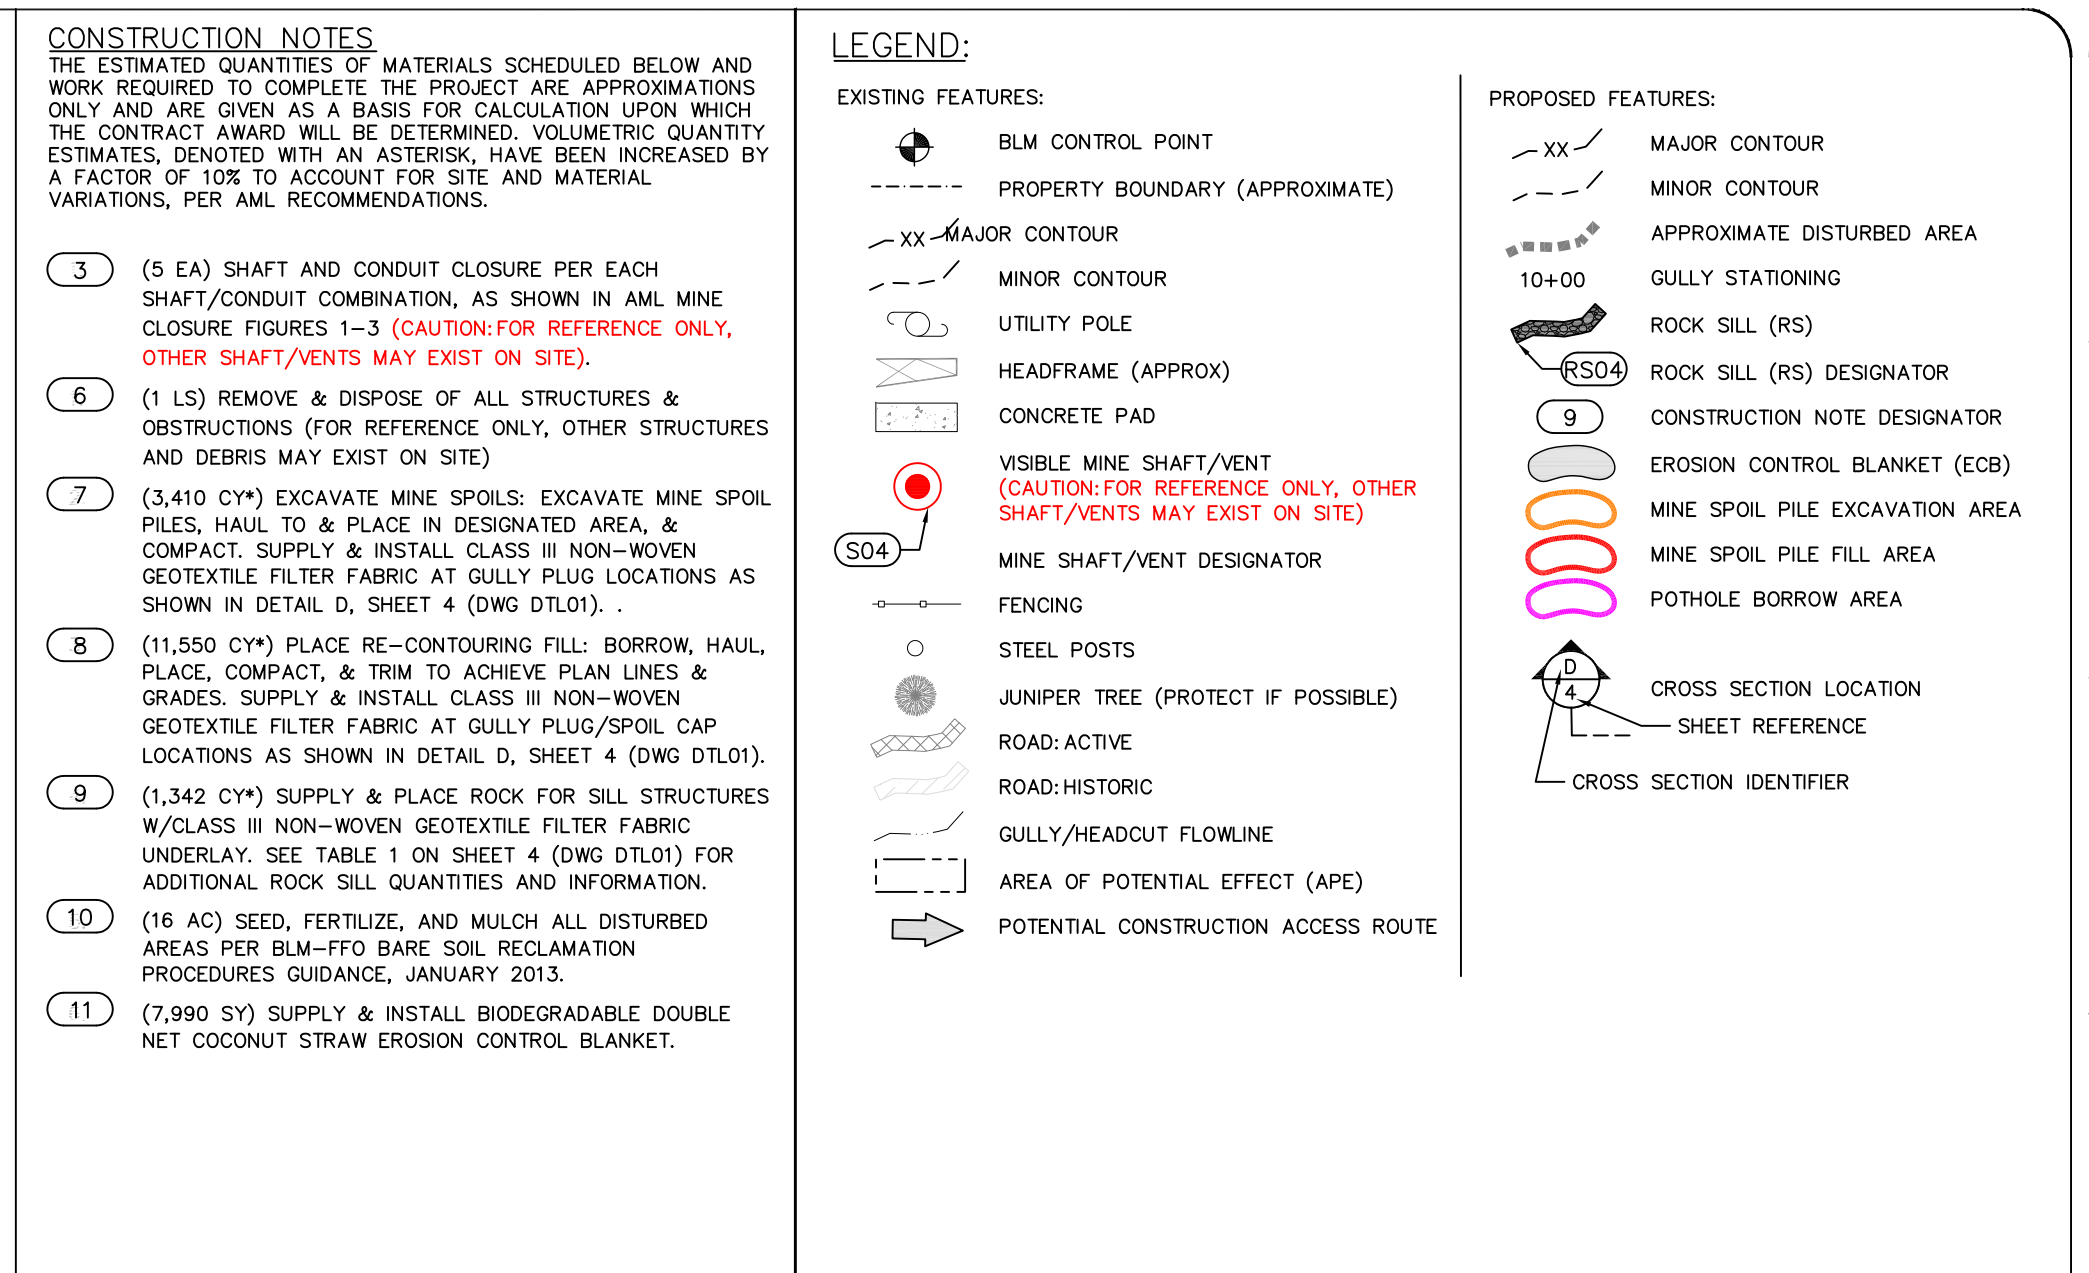 CONSTRUCTION NOTES
THE ESTIMATED QUANTITIES OF MATERIALS SCHEDULED BELOW AND
WORK REQUIRED TO COMPLETE THE PROJECT ARE APPROXIMATIONS
ONLY AND ARE GIVEN AS A BASIS FOR CALCULATION UPON WHICH
THE CONTRACT AWARD WILL BE DETERMINED. VOLUMETRIC QUANTITY
ESTIMATES, DENOTED WITH AN ASTERISK, HAVE BEEN INCREASED BY
A FACTOR OF 10% TO ACCOUNT FOR SITE AND MATERIAL
VARIATIONS, PER AML RECOMMENDATIONS.
3 (5 EA) SHAFT AND CONDUIT CLOSURE PER EACH
SHAFT/CONDUIT COMBINATION, AS SHOWN IN AML MINE
CLOSURE FIGURES 1-3 (CAUTION: FOR REFERENCE ONLY,
OTHER SHAFT/VENTS MAY EXIST ON SITE).
6 (1 LS) REMOVE & DISPOSE OF ALL STRUCTURES &
OBSTRUCTIONS (FOR REFERENCE ONLY, OTHER STRUCTURES
AND DEBRIS MAY EXIST ON SITE)
7 (3,410 CY*) EXCAVATE MINE SPOILS: EXCAVATE MINE SPOIL
PILES, HAUL TO & PLACE IN DESIGNATED AREA, &
COMPACT. SUPPLY & INSTALL CLASS III NON-WOVEN
GEOTEXTILE FILTER FABRIC AT GULLY PLUG LOCATIONS AS
SHOWN IN DETAIL D, SHEET 4 (DWG DTL01). .
8 (11,550 CY*) PLACE RE-CONTOURING FILL: BORROW, HAUL,
PLACE, COMPACT, & TRIM TO ACHIEVE PLAN LINES &
GRADES. SUPPLY & INSTALL CLASS III NON-WOVEN
GEOTEXTILE FILTER FABRIC AT GULLY PLUG/SPOIL CAP
LOCATIONS AS SHOWN IN DETAIL D, SHEET 4 (DWG DTL01).
9 (1,342 CY*) SUPPLY & PLACE ROCK FOR SILL STRUCTURES
W/CLASS III NON-WOVEN GEOTEXTILE FILTER FABRIC
UNDERLAY. SEE TABLE 1 ON SHEET 4 (DWG DTL01) FOR
ADDITIONAL ROCK SILL QUANTITIES AND INFORMATION.
10 (16 AC) SEED, FERTILIZE, AND MULCH ALL DISTURBED
AREAS PER BLM-FFO BARE SOIL RECLAMATION
PROCEDURES GUIDANCE, JANUARY 2013.
11 (7,990 SY) SUPPLY & INSTALL BIODEGRADABLE DOUBLE
NET COCONUT STRAW EROSION CONTROL BLANKET.
LEGEND:
EXISTING FEATURES:
BLM CONTROL POINT
PROPERTY BOUNDARY (APPROXIMATE)
XX MAJOR CONTOUR
MINOR CONTOUR
UTILITY POLE
HEADFRAME (APPROX)
CONCRETE PAD
VISIBLE MINE SHAFT/VENT
(CAUTION: FOR REFERENCE ONLY, OTHER
SHAFT/VENTS MAY EXIST ON SITE)
S04 MINE SHAFT/VENT DESIGNATOR
FENCING
STEEL POSTS
JUNIPER TREE (PROTECT IF POSSIBLE)
ROAD: ACTIVE
ROAD: HISTORIC
GULLY/HEADCUT FLOWLINE
AREA OF POTENTIAL EFFECT (APE)
POTENTIAL CONSTRUCTION ACCESS ROUTE
PROPOSED FEATURES:
XX MAJOR CONTOUR
MINOR CONTOUR
APPROXIMATE DISTURBED AREA
10+00 GULLY STATIONING
ROCK SILL (RS)
RS04 ROCK SILL (RS) DESIGNATOR
9 CONSTRUCTION NOTE DESIGNATOR
EROSION CONTROL BLANKET (ECB)
MINE SPOIL PILE EXCAVATION AREA
MINE SPOIL PILE FILL AREA
POTHOLE BORROW AREA
D
4
CROSS SECTION LOCATION
SHEET REFERENCE
CROSS SECTION IDENTIFIER